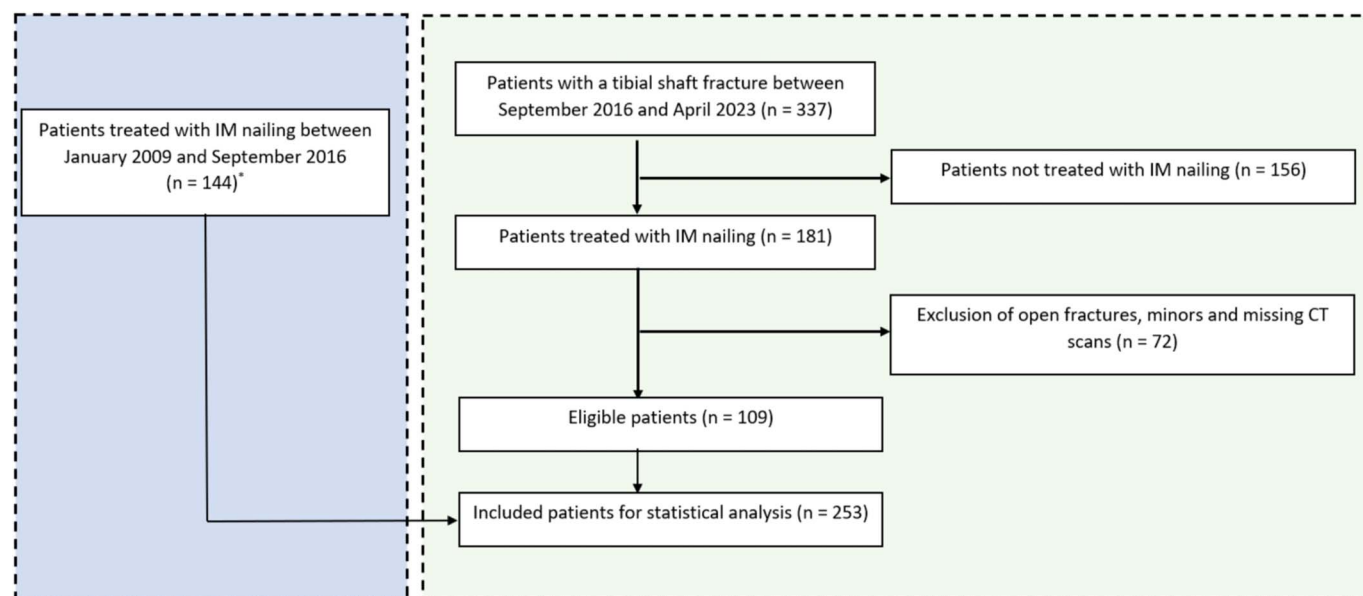 Patients treated with IM nailing between
January 2009 and September 2016
(n = 144)*
Patients with a tibial shaft fracture between
September 2016 and April 2023 (n = 337)
Patients not treated with IM nailing (n = 156)
Patients treated with IM nailing (n = 181)
Exclusion of open fractures, minors and missing CT
scans (n = 72)
Eligible patients (n = 109)
Included patients for statistical analysis (n = 253)